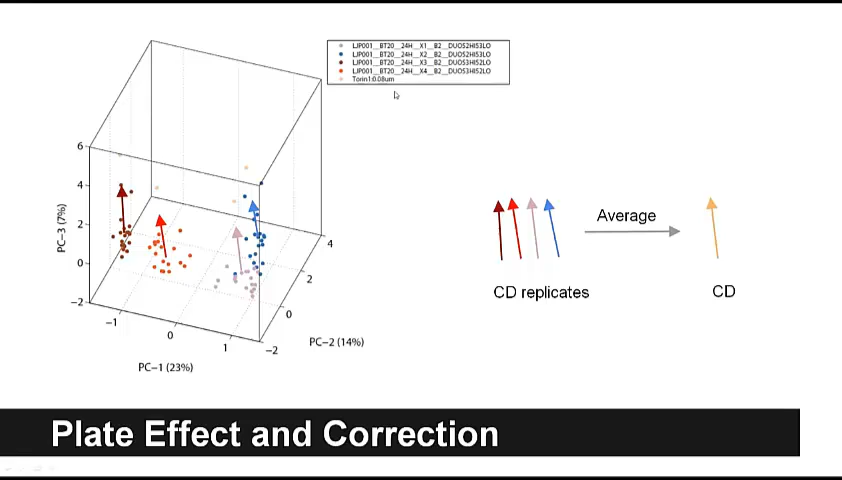 LJP001_BT20_24H_X1_B2_DUO52HI53LO
LJP001_BT20_24H_X2_B2_DUO52HI53LO
LJP001_BT20_24H_X3_B2_DUO53HI52LO
LJP001_BT20_24H_X4_B2_DUO53HI52LO
Torin1:0.08um
6
4
2
0
−2
PC−3 (7%)
−1
0
1
PC−1 (23%)
−2
0
2
4
PC−2 (14%)
Average
CD replicates
CD
Plate Effect and Correction